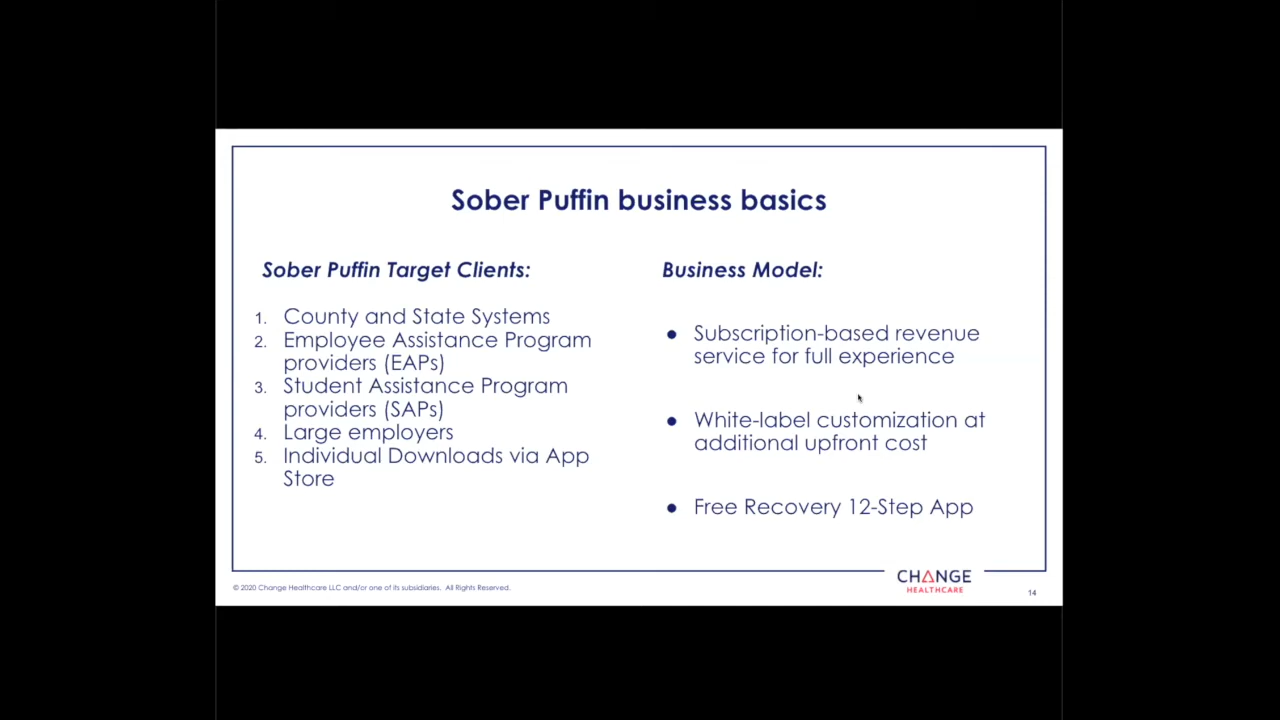 Sober Puffin business basics
Sober Puffin Target Clients:
1. County and State Systems
2. Employee Assistance Program
providers (EAPs)
3. Student Assistance Program
providers (SAPs)
4. Large employers
5. Individual Downloads via App
Store
Business Model:
● Subscription-based revenue
service for full experience
● White-label customization at
additional upfront cost
● Free Recovery 12-Step App
© 2020 Change Healthcare LLC and/or one of its subsidiaries. All Rights Reserved.
CHANGE
HEALTHCARE
14